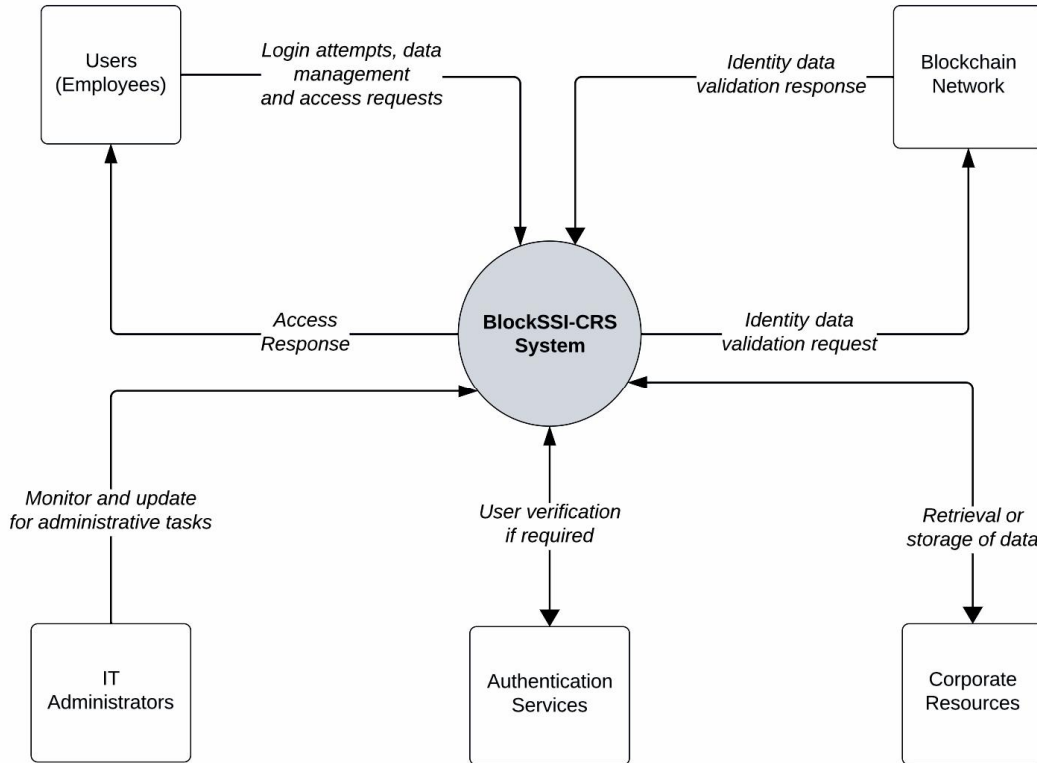 Users
(Employees)
Login attempts, data
management
and access requests
Identity data
validation response
Blockchain
Network
BlockSSI-CRS
System
Access
Response
Identity data
validation request
Monitor and update
for administrative tasks
User verification
if required
Retrieval or
storage of data
IT
Administrators
Authentication
Services
Corporate
Resources